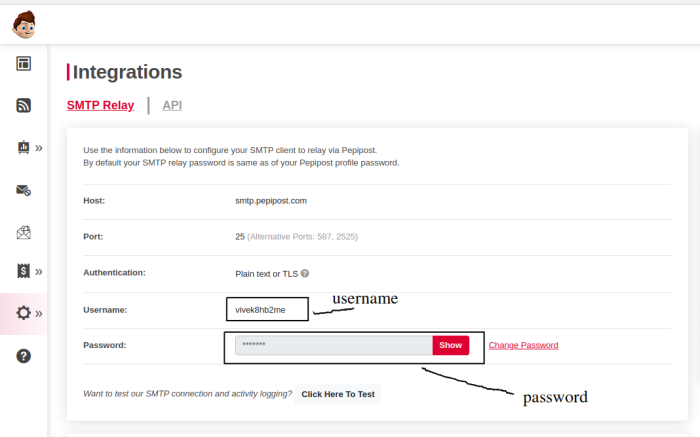 Integrations
SMTP Relay | API
Use the information below to configure your SMTP client to relay via Pepipost.
By default your SMTP relay password is same as of your Pepipost profile password.
Host: smtp.pepipost.com
Port: 25 (Alternative Ports: 587, 2525)
Authentication: Plain text or TLS ?
Username: vivek8hb2me username
Password: ******* Show Change Password
Want to test our SMTP connection and activity logging? Click Here To Test
password